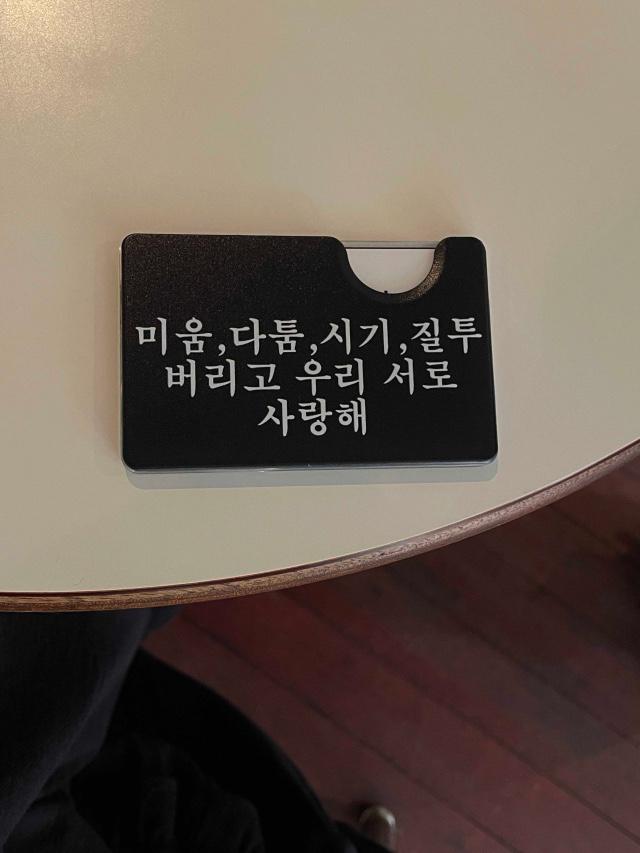 미움,다툼,시기,질투
버리고 우리 서로
사랑해